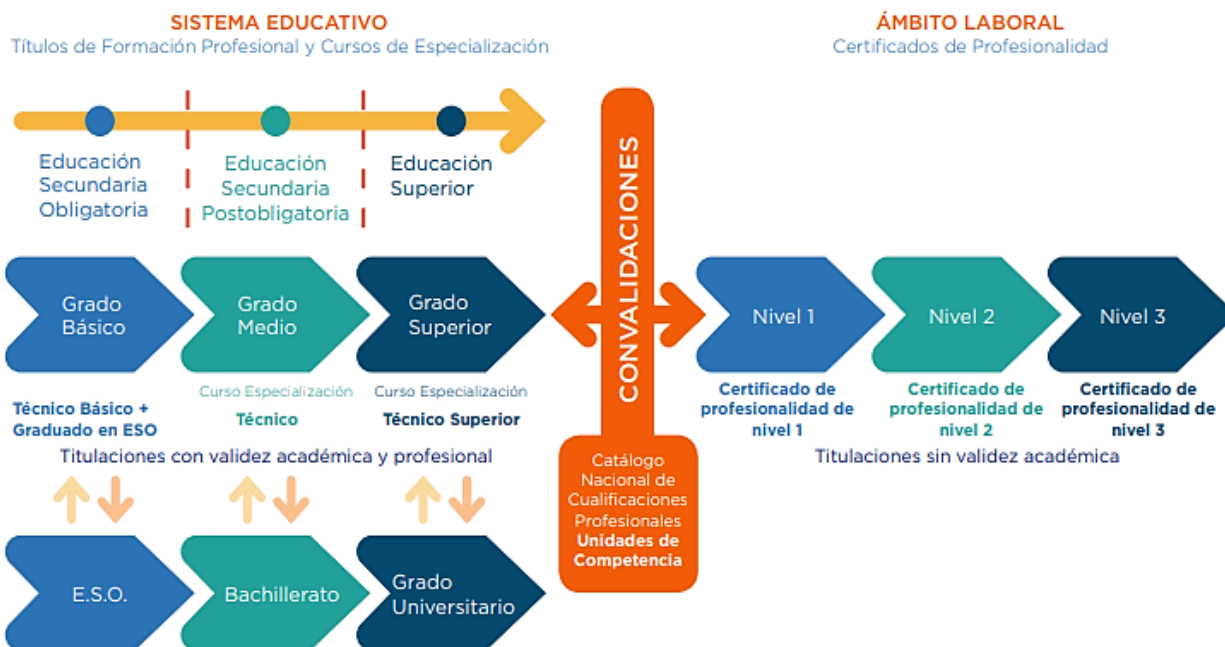 SISTEMA EDUCATIVO
Títulos de Formación Profesional y Cursos de Especialización
ÁMBITO LABORAL
Certificados de Profesionalidad
Educación
Secundaria
Obligatoria
Educación
Secundaria
Postobligatoria
Educación
Superior
CONVALIDACIONES
Grado
Básico
Grado
Medio
Grado
Superior
Nivel 1
Nivel 2
Nivel 3
Técnico Básico +
Graduado en ESO
Curso Especialización
Técnico
Curso Especialización
Técnico Superior
Certificado de
profesionalidad de
nivel 1
Certificado de
profesionalidad de
nivel 2
Certificado de
profesionalidad de
nivel 3
Titulaciones con validez académica y profesional
Titulaciones sin validez académica
Catálogo
Nacional de
Cualificaciones
Profesionales
Unidades de
Competencia
E.S.O.
Bachillerato
Grado
Universitario